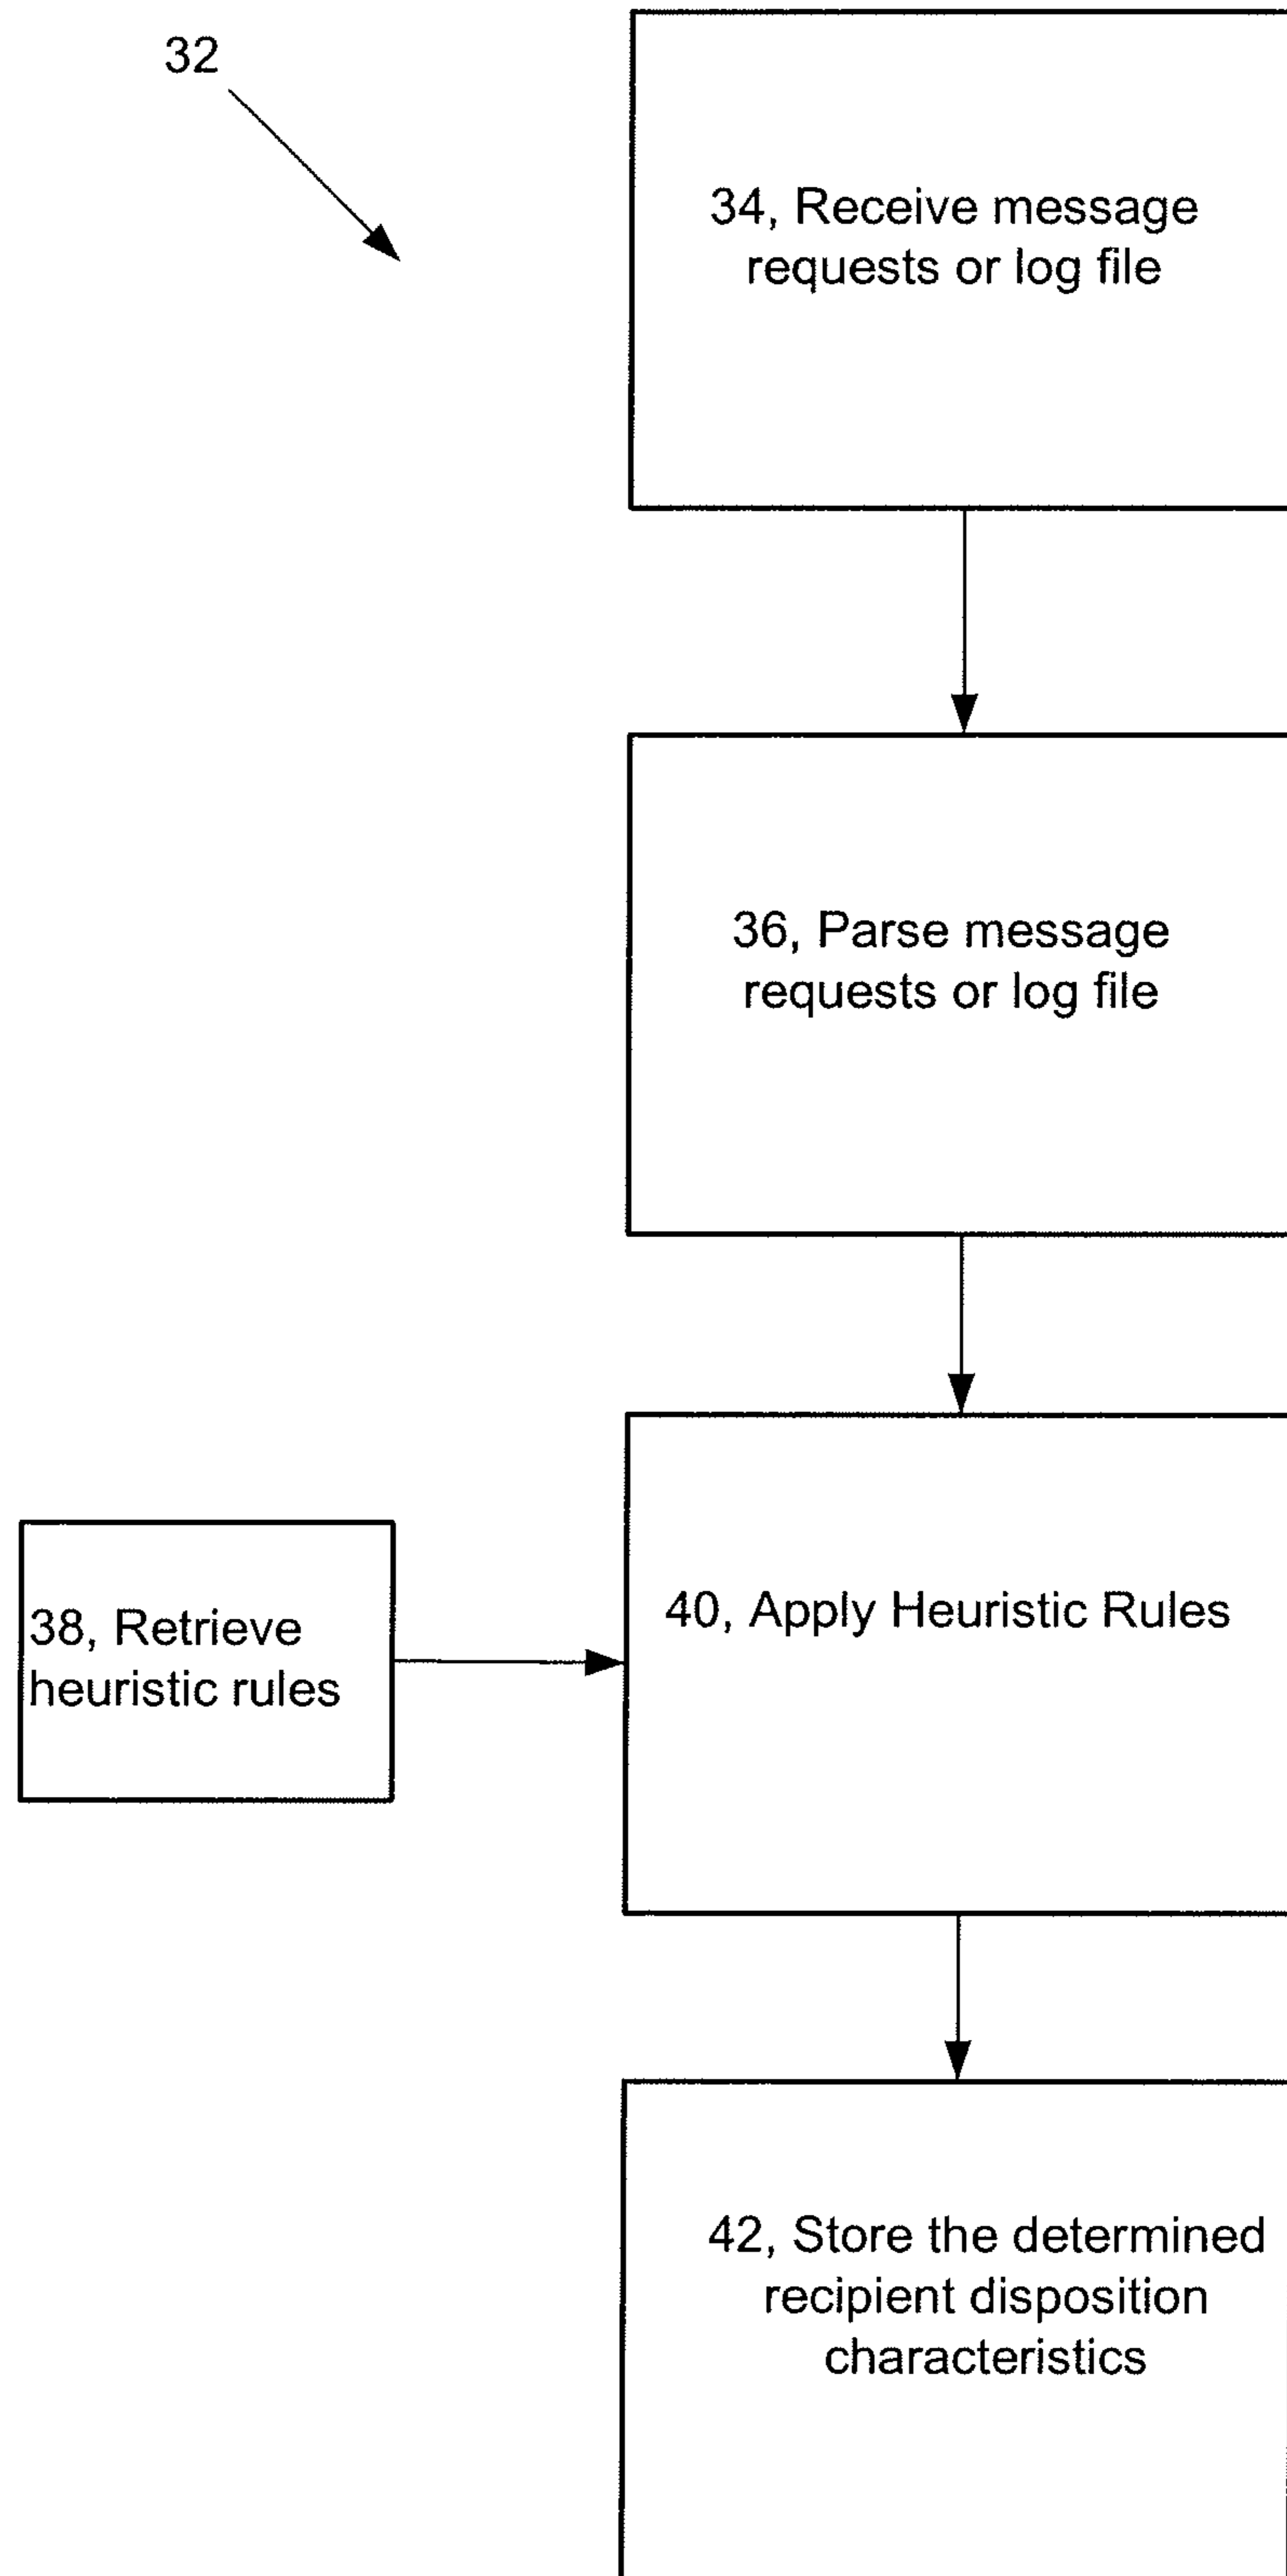 32
34, Receive message
requests or log file
36, Parse message
requests or log file
38, Retrieve
heuristic rules
40, Apply Heuristic Rules
42, Store the determined
recipient disposition
characteristics